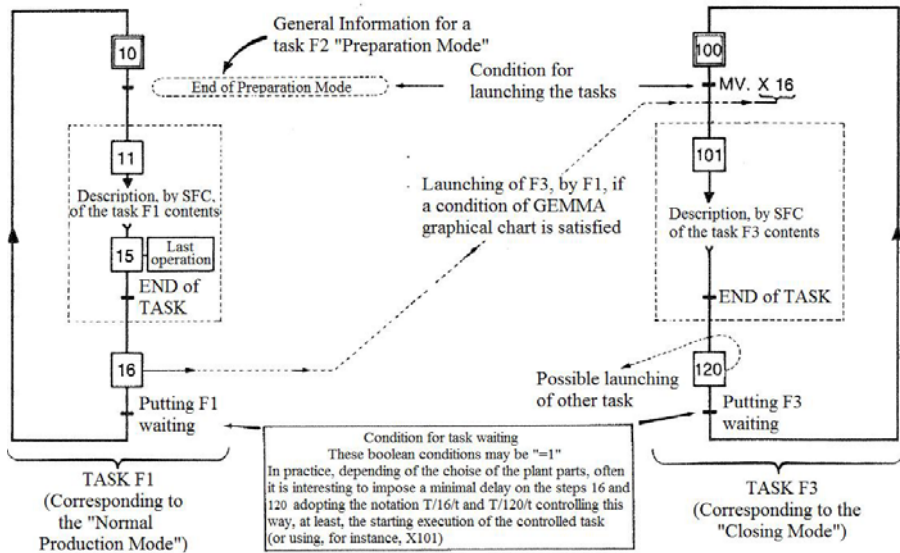 General Information for a
task F2 "Preparation Mode"
10
End of Preparation Mode
Condition for
launching the tasks
100
MV. X 16
11
Description, by SFC,
of the task F1 contents
15
Last
operation
END of
TASK
16
Putting F1
waiting
Launching of F3, by F1, if
a condition of GEMMA
graphical chart is satisfied
101
Description, by SFC
of the task F3 contents
END of TASK
120
Possible launching
of other task
Putting F3
waiting
Condition for task waiting
These boolean conditions may be "=1"
In practice, depending of the choise of the plant parts, often
it is interesting to impose a minimal delay on the steps 16 and
120 adopting the notation T/16/t and T/120/t controlling this
way, at least, the starting execution of the controlled task
(or using, for instance, X101)
TASK F1
(Corresponding to
the "Normal
Production Mode")
TASK F3
(Corresponding to the
"Closing Mode")